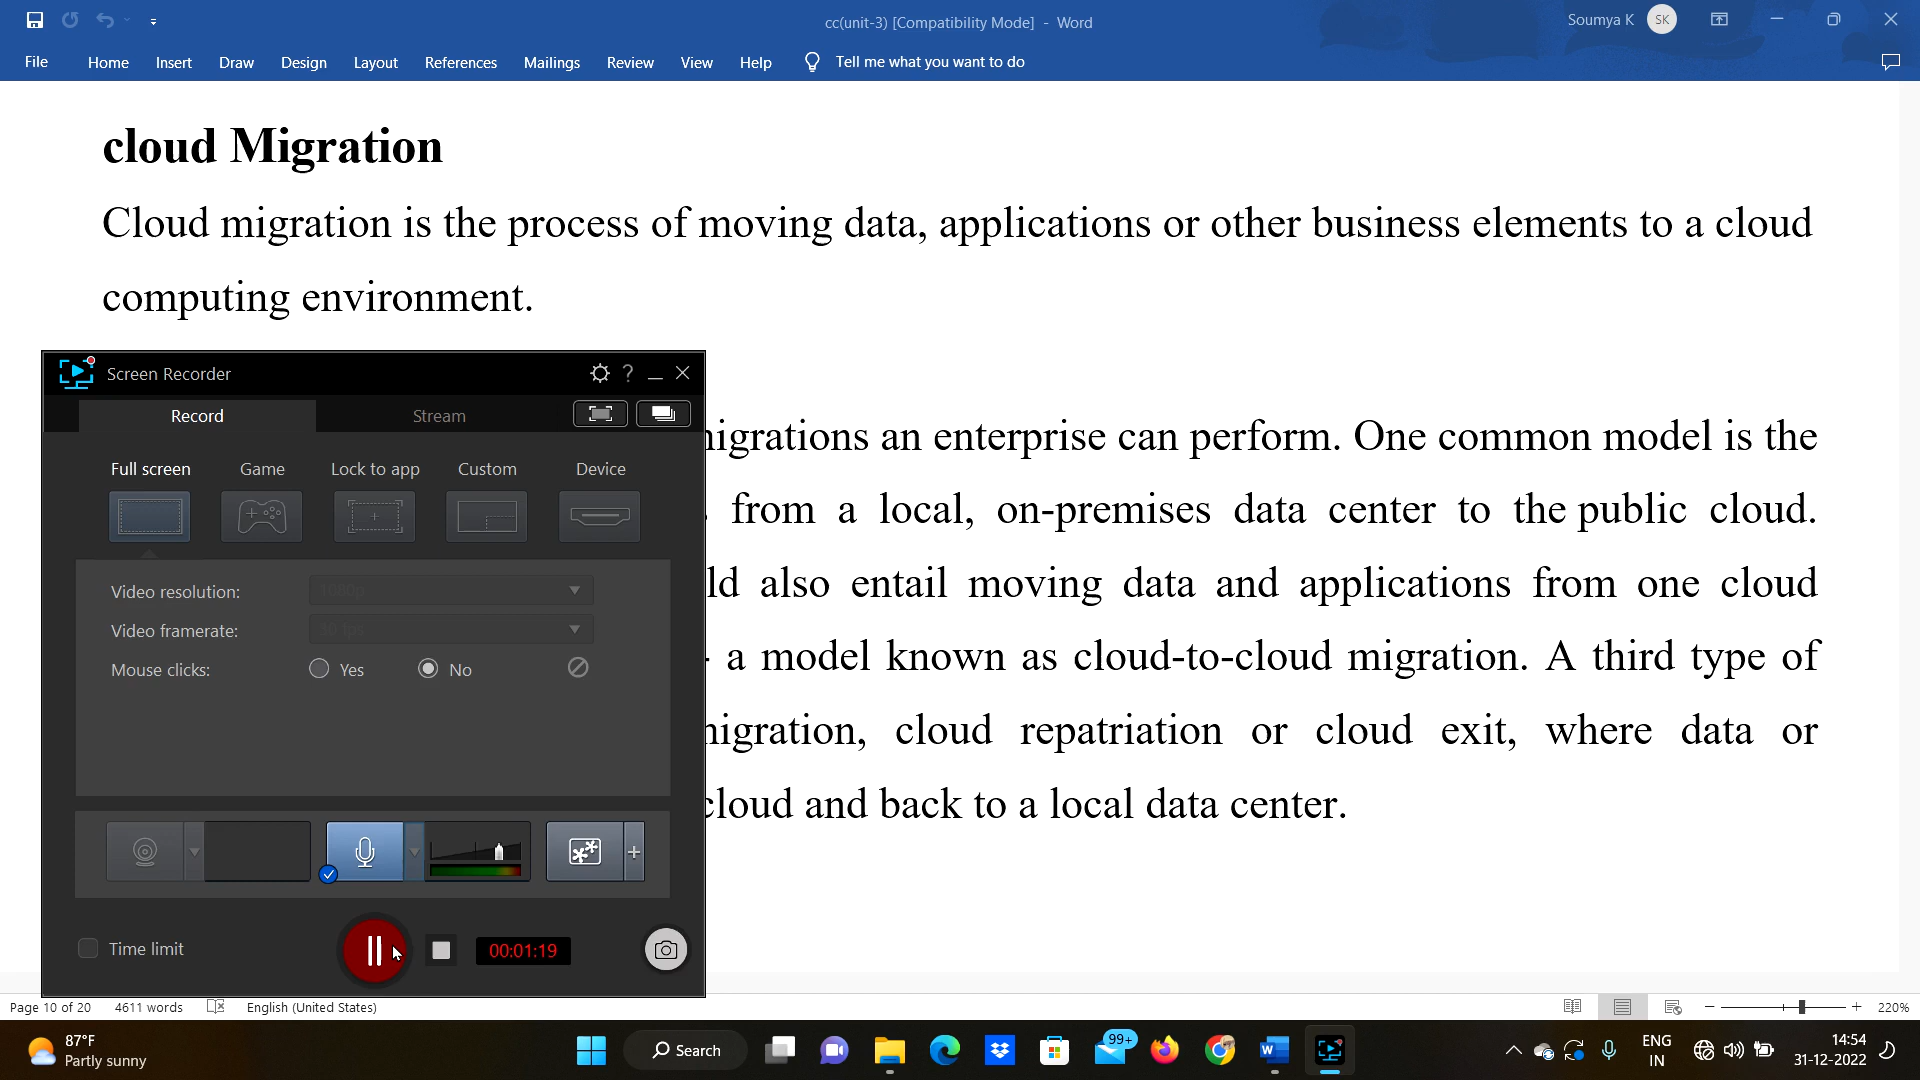 cc(unit-3) [Compatibility Mode] - Word
Soumya K
SK
File
Home
Insert
Draw
Design
Layout
References
Mailings
Review
View
Help
Tell me what you want to do
cloud Migration
Cloud migration is the process of moving data, applications or other business elements to a cloud
computing environment.
migrations an enterprise can perform. One common model is the
from a local, on-premises data center to the public cloud.
ld also entail moving data and applications from one cloud
- a model known as cloud-to-cloud migration. A third type of
migration, cloud repatriation or cloud exit, where data or
cloud and back to a local data center.
Screen Recorder
?
Record
Stream
Full screen
Game
Lock to app
Custom
Device
Video resolution:
1080p
Video framerate:
30 fps
Mouse clicks:
Yes
No
Time limit
00:01:19
Page 10 of 20
4611 words
English (United States)
220%
87°F
Partly sunny
Search
99+
ENG
IN
14:54
31-12-2022